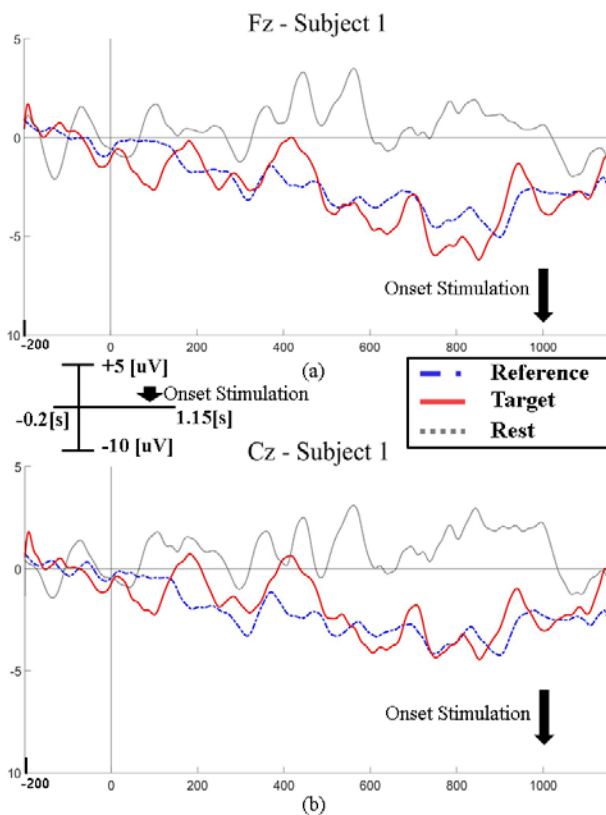 Fz - Subject 1
5
0
-5
10
Onset Stimulation
-200 0 200 400 600 800 1000
(a)
+5 [uV]
Onset Stimulation
-0.2[s] 1.15[s]
-10 [uV]
Reference
Target
Rest
Cz - Subject 1
5
0
-5
10
Onset Stimulation
-200 0 200 400 600 800 1000
(b)